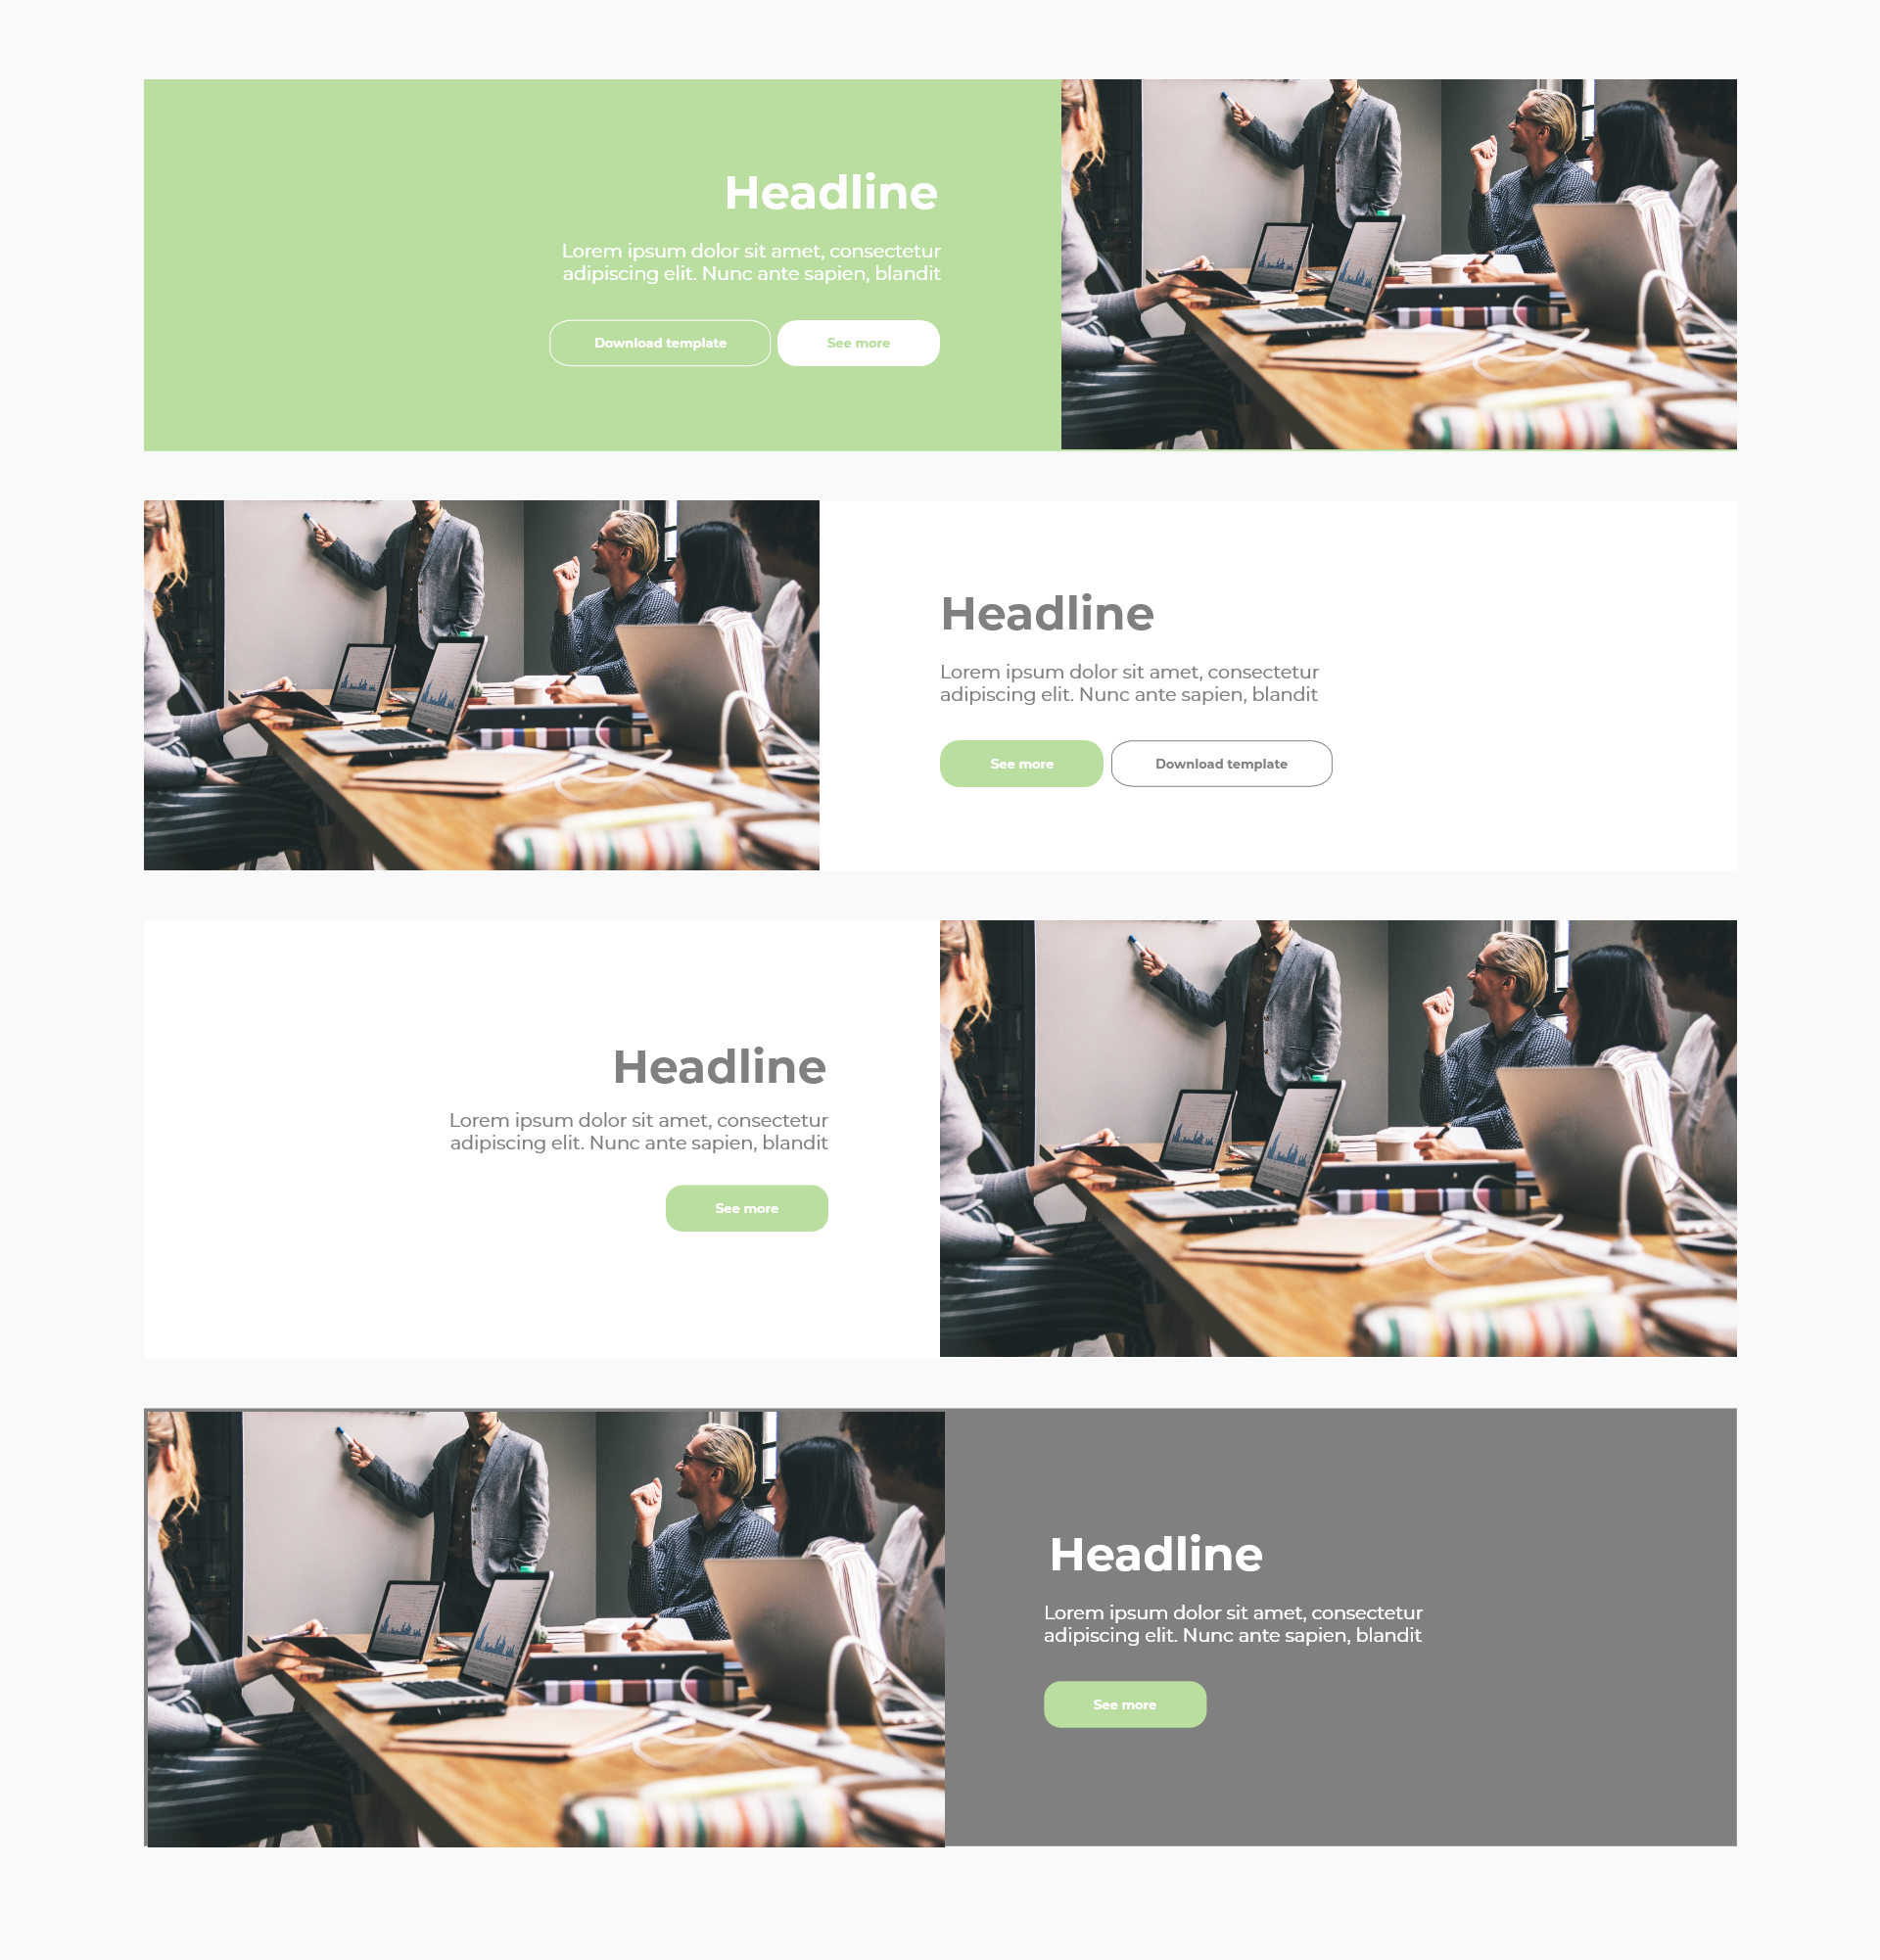 Headline
Lorem ipsum dolor sit amet, consectetur
adipiscing elit. Nunc ante sapien, blandit
Download template
See more
Headline
Lorem ipsum dolor sit amet, consectetur
adipiscing elit. Nunc ante sapien, blandit
See more
Download template
Headline
Lorem ipsum dolor sit amet, consectetur
adipiscing elit. Nunc ante sapien, blandit
See more
Headline
Lorem ipsum dolor sit amet, consectetur
adipiscing elit. Nunc ante sapien, blandit
See more